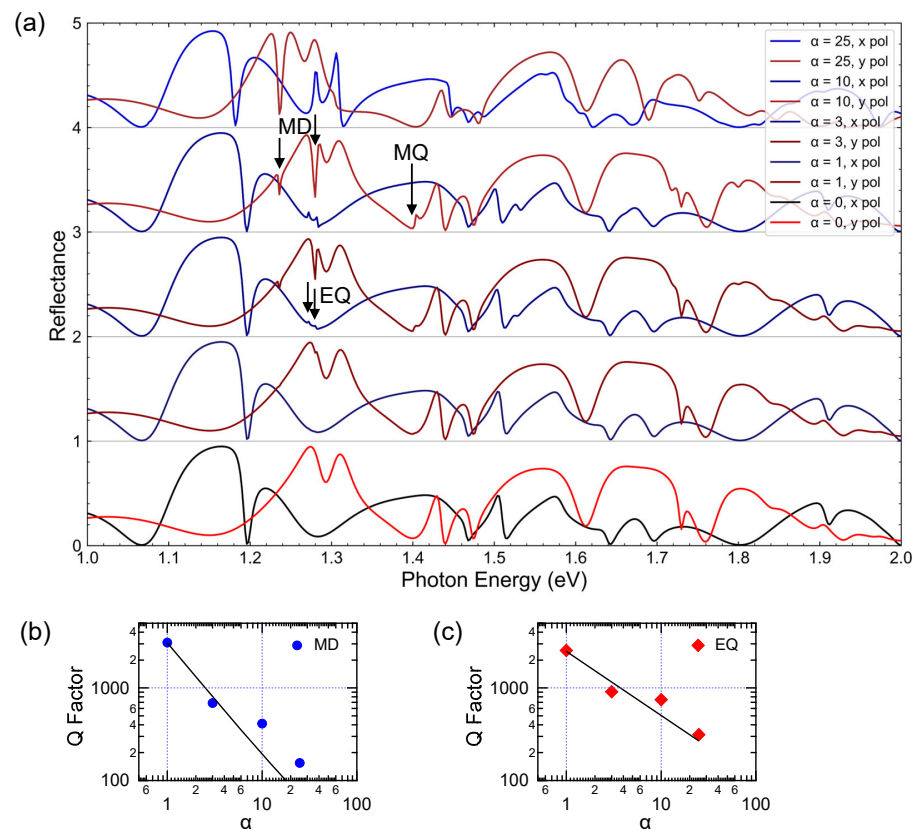 (a)
5
4
3
2
1
0
Reflectance
α = 25, x pol
α = 25, y pol
α = 10, x pol
α = 10, y pol
α = 3, x pol
α = 3, y pol
α = 1, x pol
α = 1, y pol
α = 0, x pol
α = 0, y pol
MD
MQ
EQ
1.0 1.1 1.2 1.3 1.4 1.5 1.6 1.7 1.8 1.9 2.0
Photon Energy (eV)
(b)
4
2
1000
6
4
2
100
Q Factor
MD
6 1 2 4 6 10 2 4 6 100
α
(c)
4
2
1000
6
4
2
100
Q Factor
EQ
6 1 2 4 6 10 2 4 6 100
α